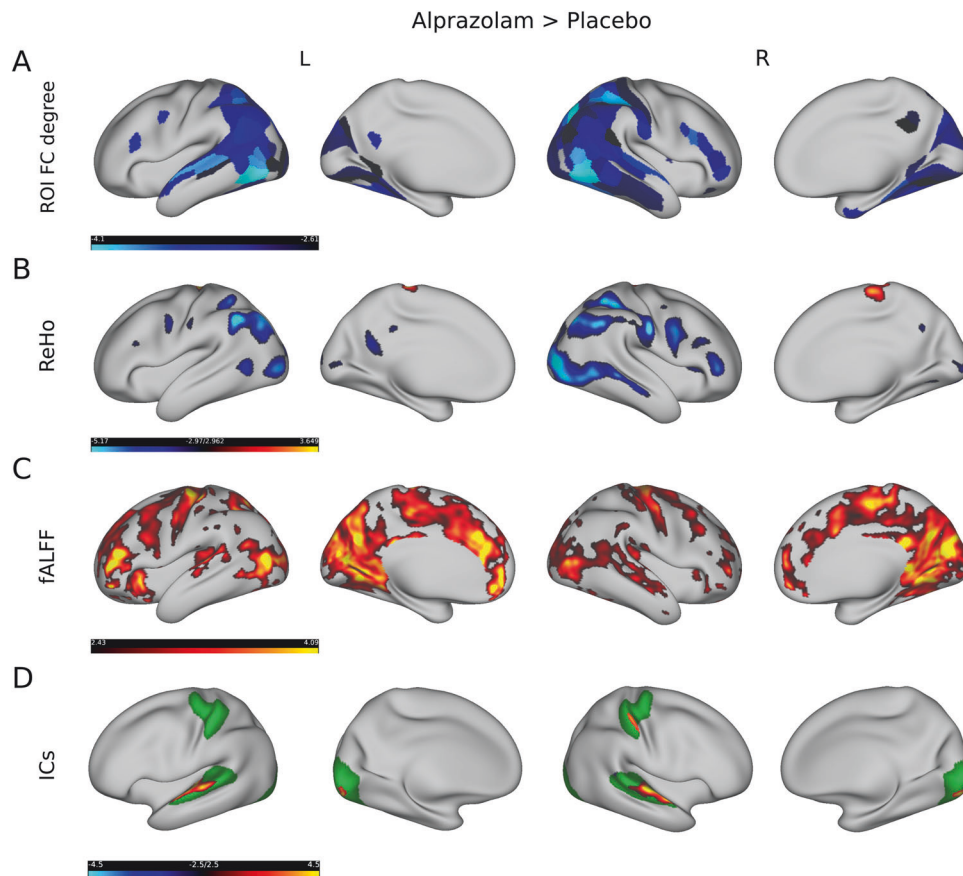 Alprazolam > Placebo
A
L
R
ROI FC degree
-4.1
-2.61
B
ReHo
-5.17
-2.97/2.962
3.649
C
fALFF
2.43
4.09
D
ICs
-4.5
-2.5/2.5
4.5